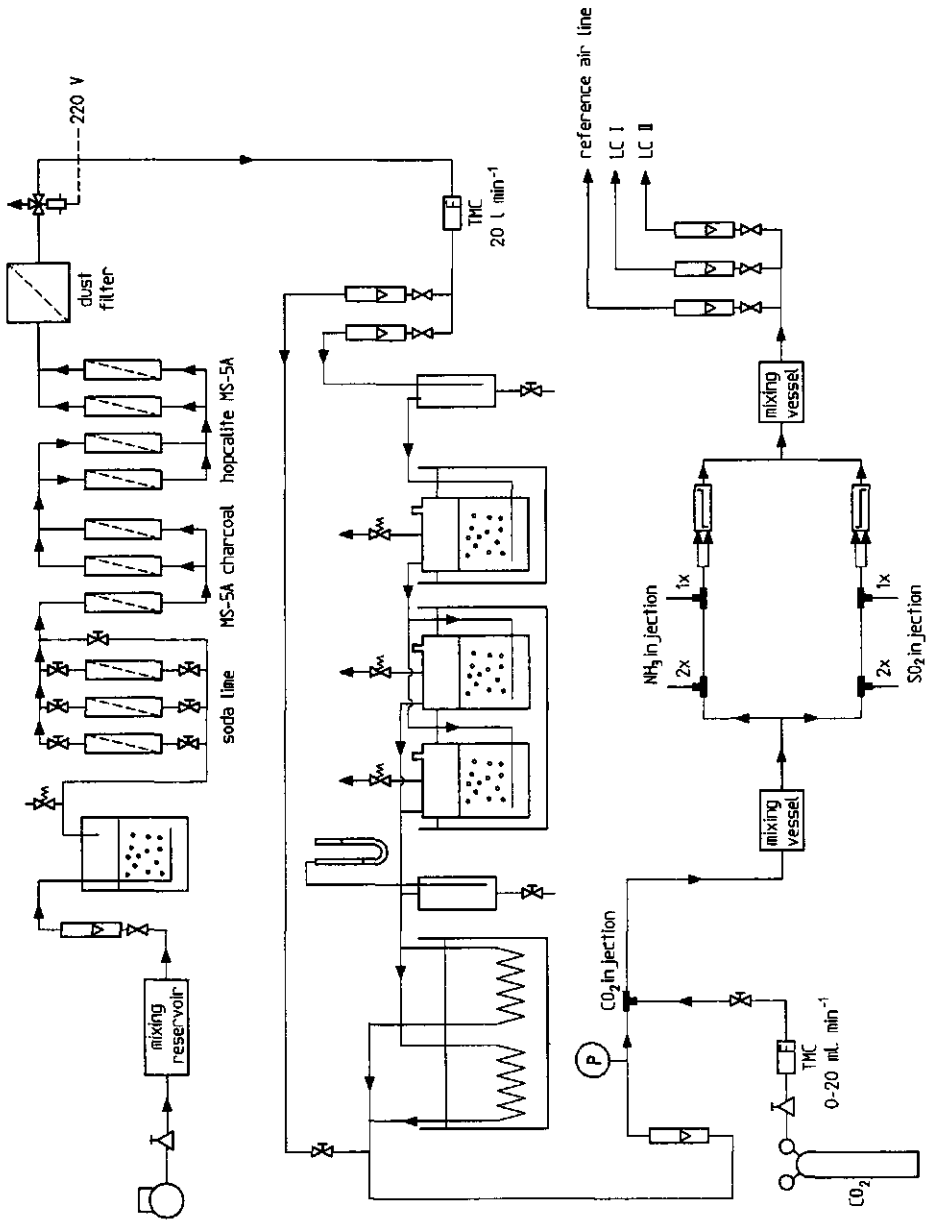 mixing
reservoir
soda lime
MS-5A
charcoal
hopcalite
MS-5A
dust
filter
220 V
TMC
20 l min⁻¹
CO₂
TMC
0-20 ml. min⁻¹
P
CO₂ injection
mixing
vessel
NH₃ injection
2x
1x
SO₂ injection
2x
1x
mixing
vessel
reference air line
LC I
LC II
F
F